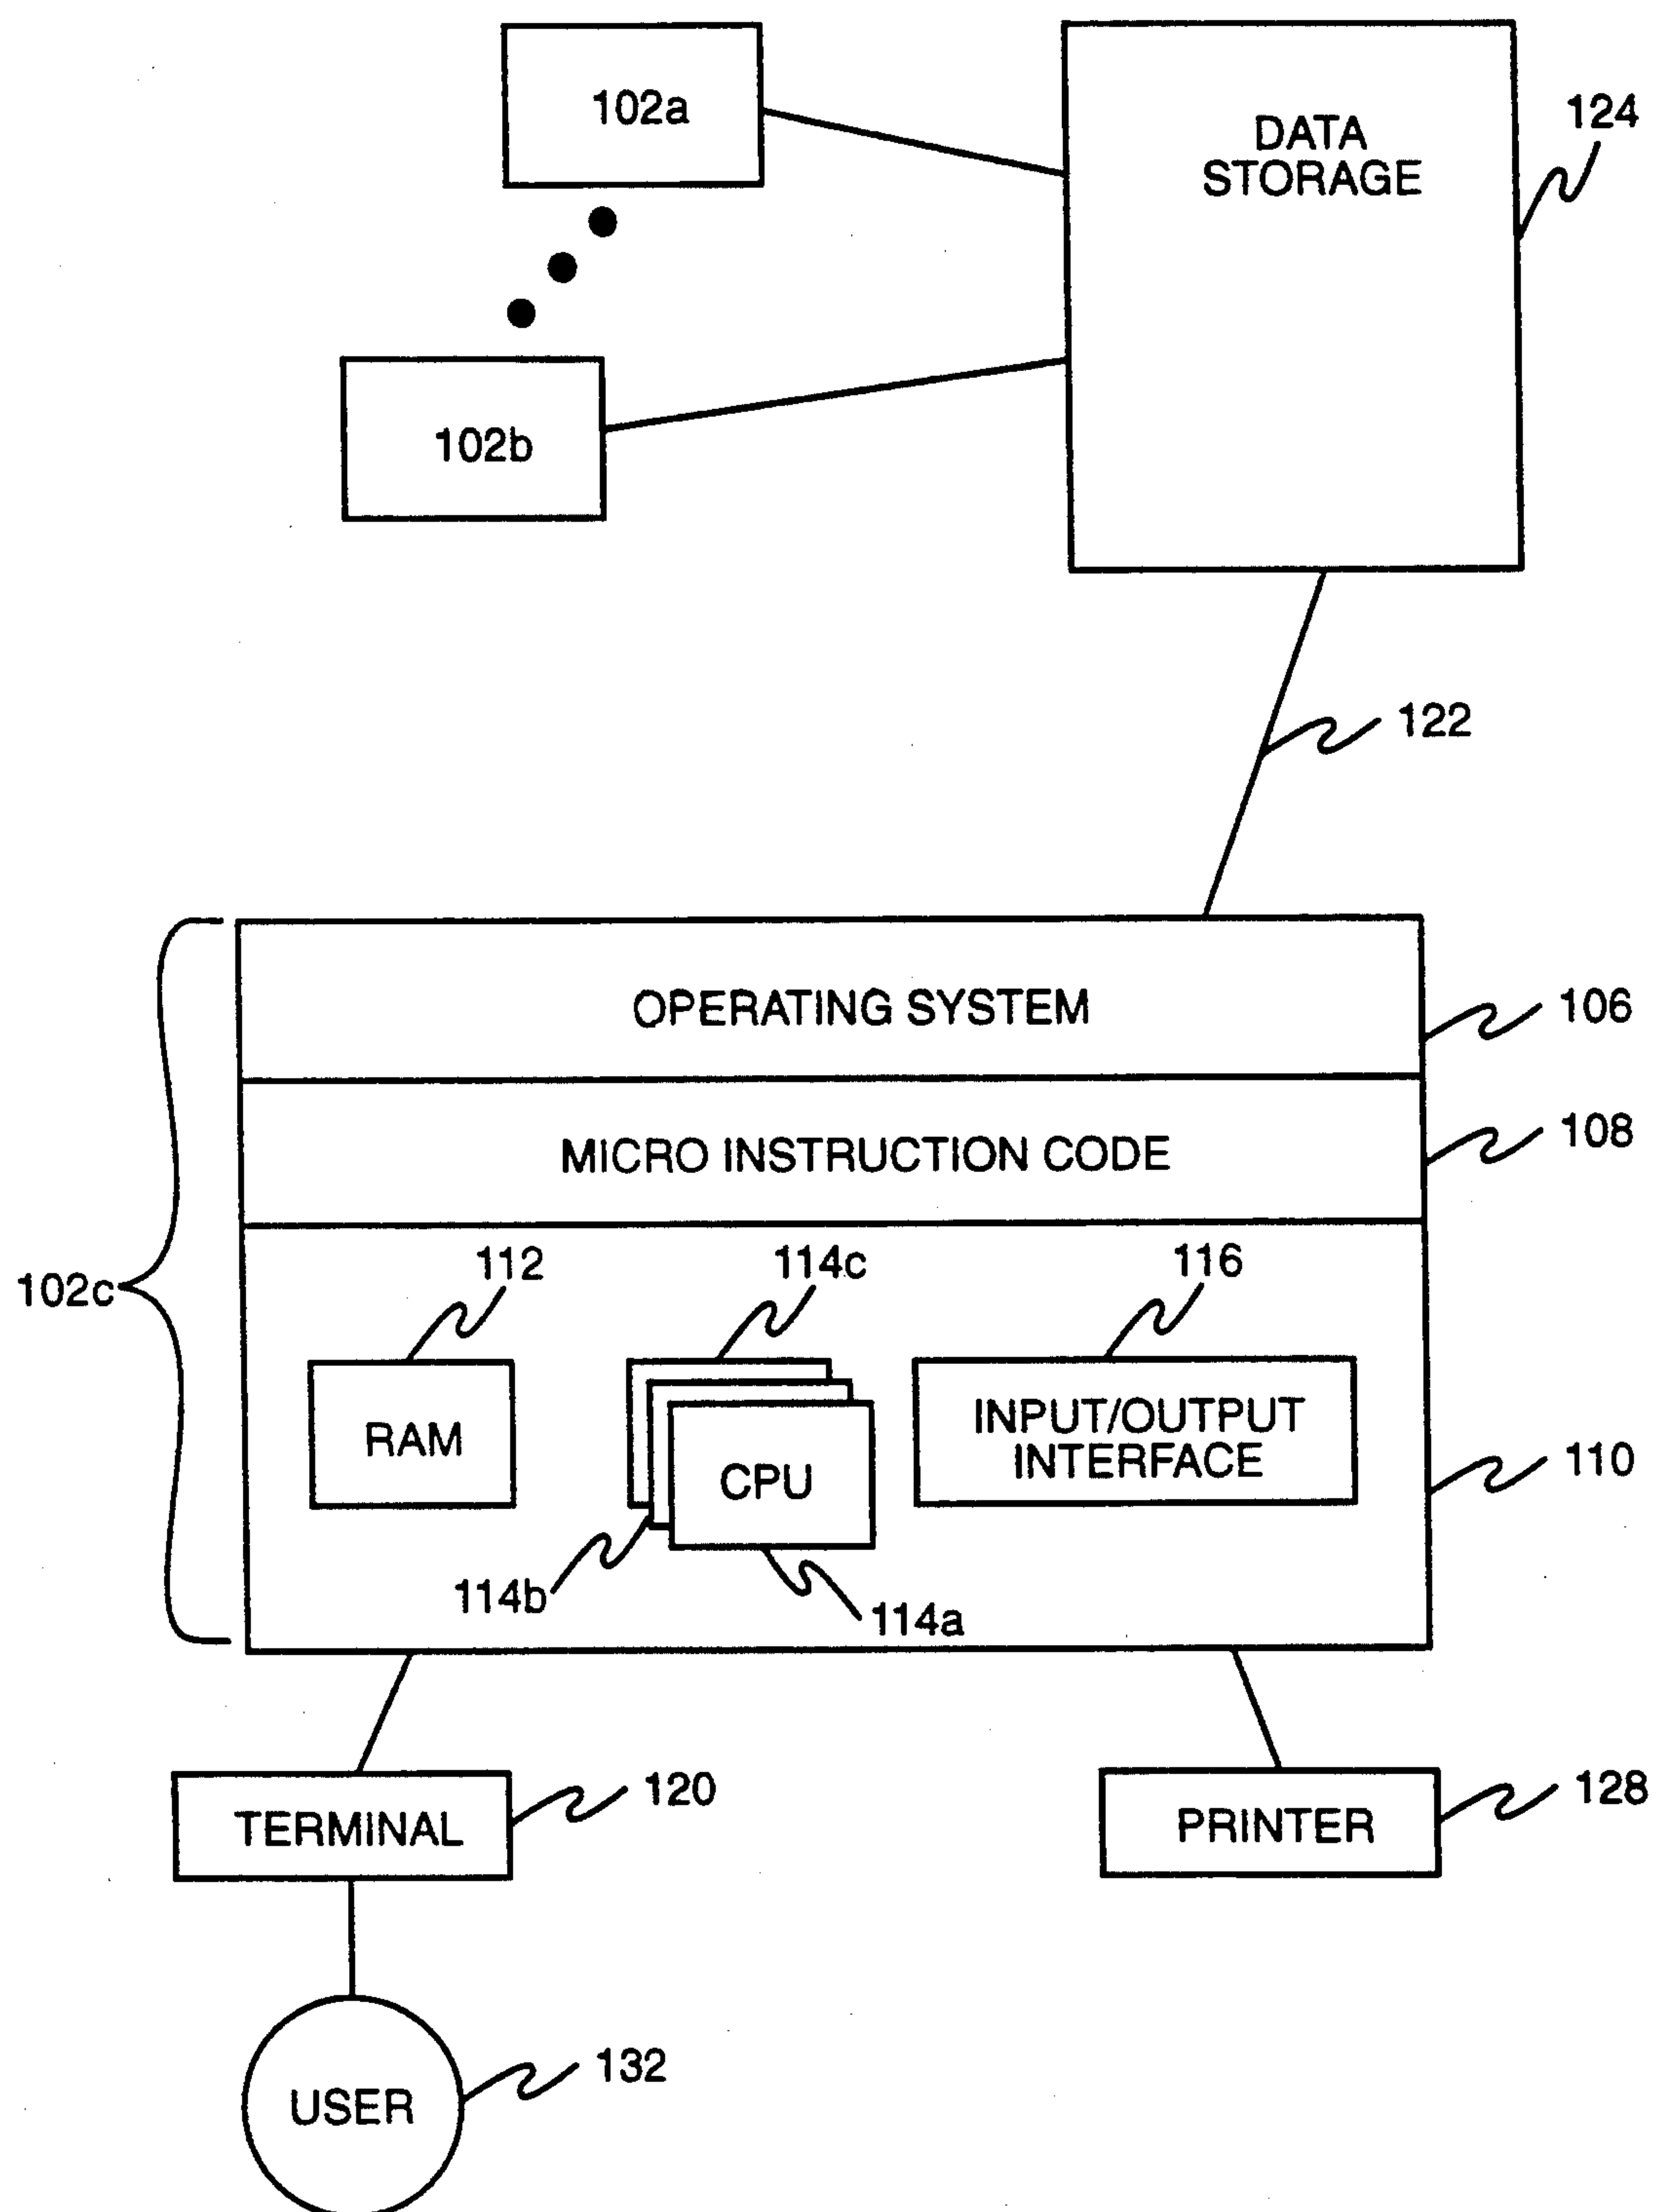 102a
DATA
STORAGE
124
102b
122
OPERATING SYSTEM
106
MICRO INSTRUCTION CODE
108
102c
112
114c
116
RAM
CPU
INPUT/OUTPUT
INTERFACE
110
114b
114a
TERMINAL
120
PRINTER
128
USER
132